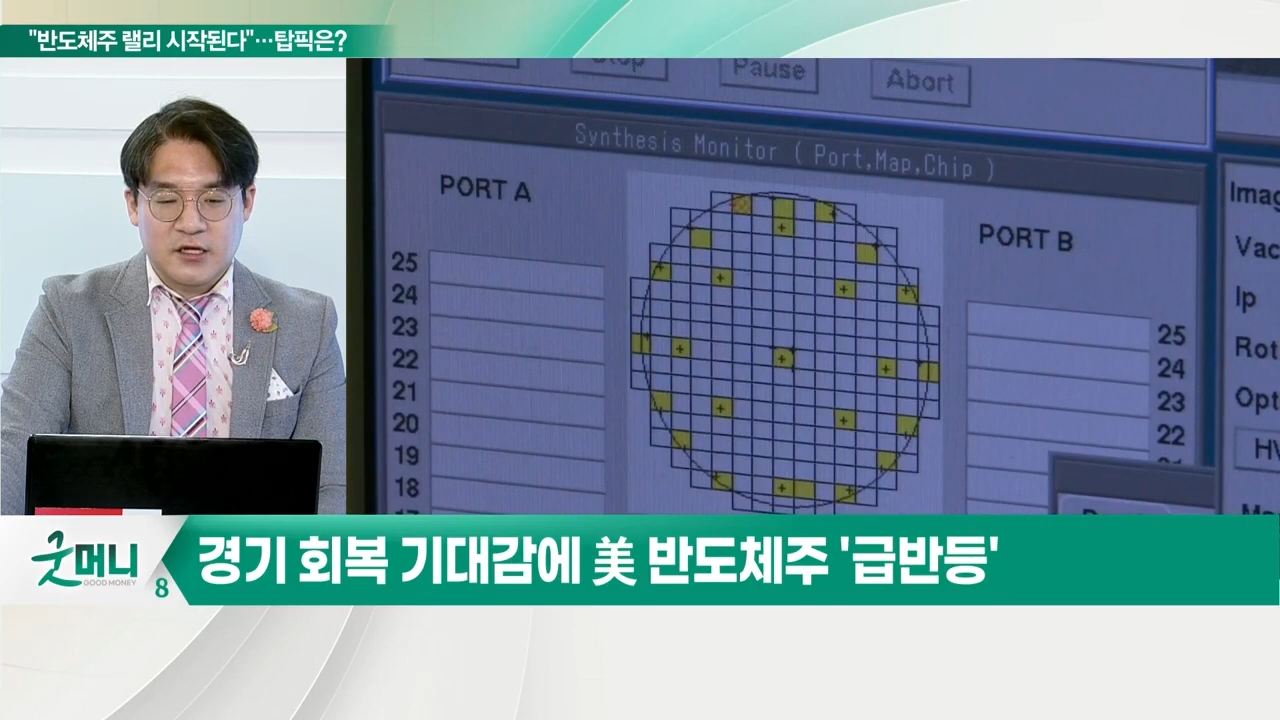 "반도체주 랠리 시작된다"…탑픽은?
Stop
Pause
Abort
Synthesis Monitor ( Port,Map,Chip )
PORT A
PORT B
25
24
23
22
21
20
19
18
25
24
23
22
Vac
Ip
Rot
Opt
굿머니
GOOD MONEY
8
경기 회복 기대감에 美 반도체주 '급반등'